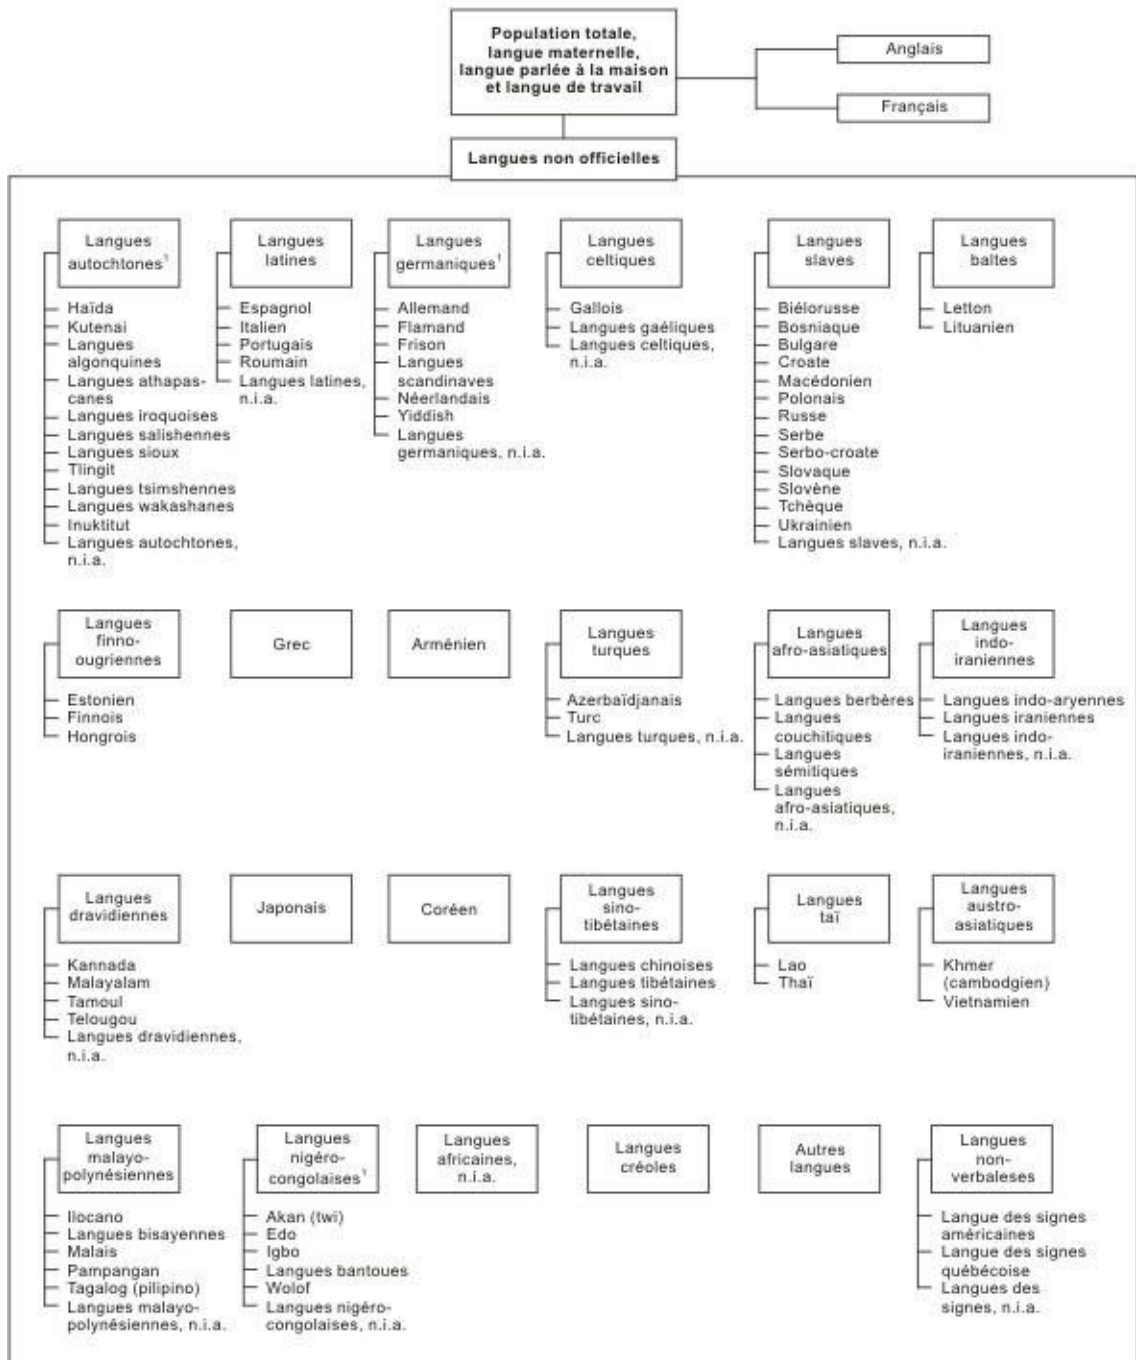 Population totale,
langue maternelle,
langue parlée à la maison
et langue de travail
Anglais
Français
Langues non officielles
Langues
autochtones¹
Haïda
Kutenai
Langues
algonquines
Langues athapas-
canes
Langues iroquoises
Langues salishennes
Langues sioux
Tlingit
Langues tsimshennes
Langues wakashanes
Inuktitut
Langues autochtones,
n.i.a.
Langues
latines
Espagnol
Italien
Portugais
Roumain
Langues latines,
n.i.a.
Langues
germaniques¹
Allemand
Flamand
Frison
Langues
scandinaves
Néerlandais
Yiddish
Langues
germaniques, n.i.a.
Langues
celtiques
Gallois
Langues gaéliques
Langues celtiques,
n.i.a.
Langues
slaves
Biélorusse
Bosniaque
Bulgare
Croate
Macédonien
Polonais
Russe
Serbe
Serbo-croate
Slovaque
Slovène
Tchèque
Ukrainien
Langues slaves, n.i.a.
Langues
baltes
Letton
Lituanien
Langues
finno-
ougriennes
Estonien
Finnois
Hongrois
Grec
Arménien
Langues
turques
Azerbaïdjanais
Turc
Langues turques, n.i.a.
Langues
afro-asiatiques
Langues berbères
Langues
couchitiques
Langues
sémitiques
Langues
afro-asiatiques,
n.i.a.
Langues
indo-
iraniennes
Langues indo-aryennes
Langues iraniennes
Langues indo-
iraniennes, n.i.a.
Langues
dravidiennes
Kannada
Malayalam
Tamoul
Telougou
Langues dravidiennes,
n.i.a.
Japonais
Coréen
Langues
sino-
tibétaines
Langues chinoises
Langues tibétaines
Langues sino-
tibétaines, n.i.a.
Langues
taï
Lao
Thaï
Langues
austro-
asiatiques
Khmer
(cambodgien)
Vietnamien
Langues
malayo-
polynésiennes
Ilocano
Langues bisayennes
Malais
Pampangan
Tagalog (pilipino)
Langues malayo-
polynésiennes, n.i.a.
Langues
nigéro-
congolaises¹
Akan (twi)
Edo
Igbo
Langues bantoues
Wolof
Langues nigéro-
congolaises, n.i.a.
Langues
africaines,
n.i.a.
Langues
créoles
Autres
langues
Langues
non-
verbaleses
Langue des signes
américaines
Langue des signes
québécoise
Langues des
signes, n.i.a.